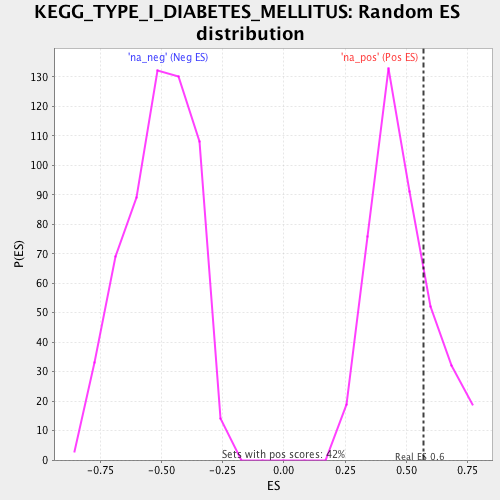 KEGG_TYPE_I_DIABETES_MELLITUS: Random ES
distribution
'na_neg' (Neg ES)
'na_pos' (Pos ES)
130
120
110
100
90
80
70
60
50
40
30
20
10
0
P(ES)
Sets with pos scores: 42%
Real ES 0.6
-0.75
-0.50
-0.25
0.00
0.25
0.50
0.75
ES